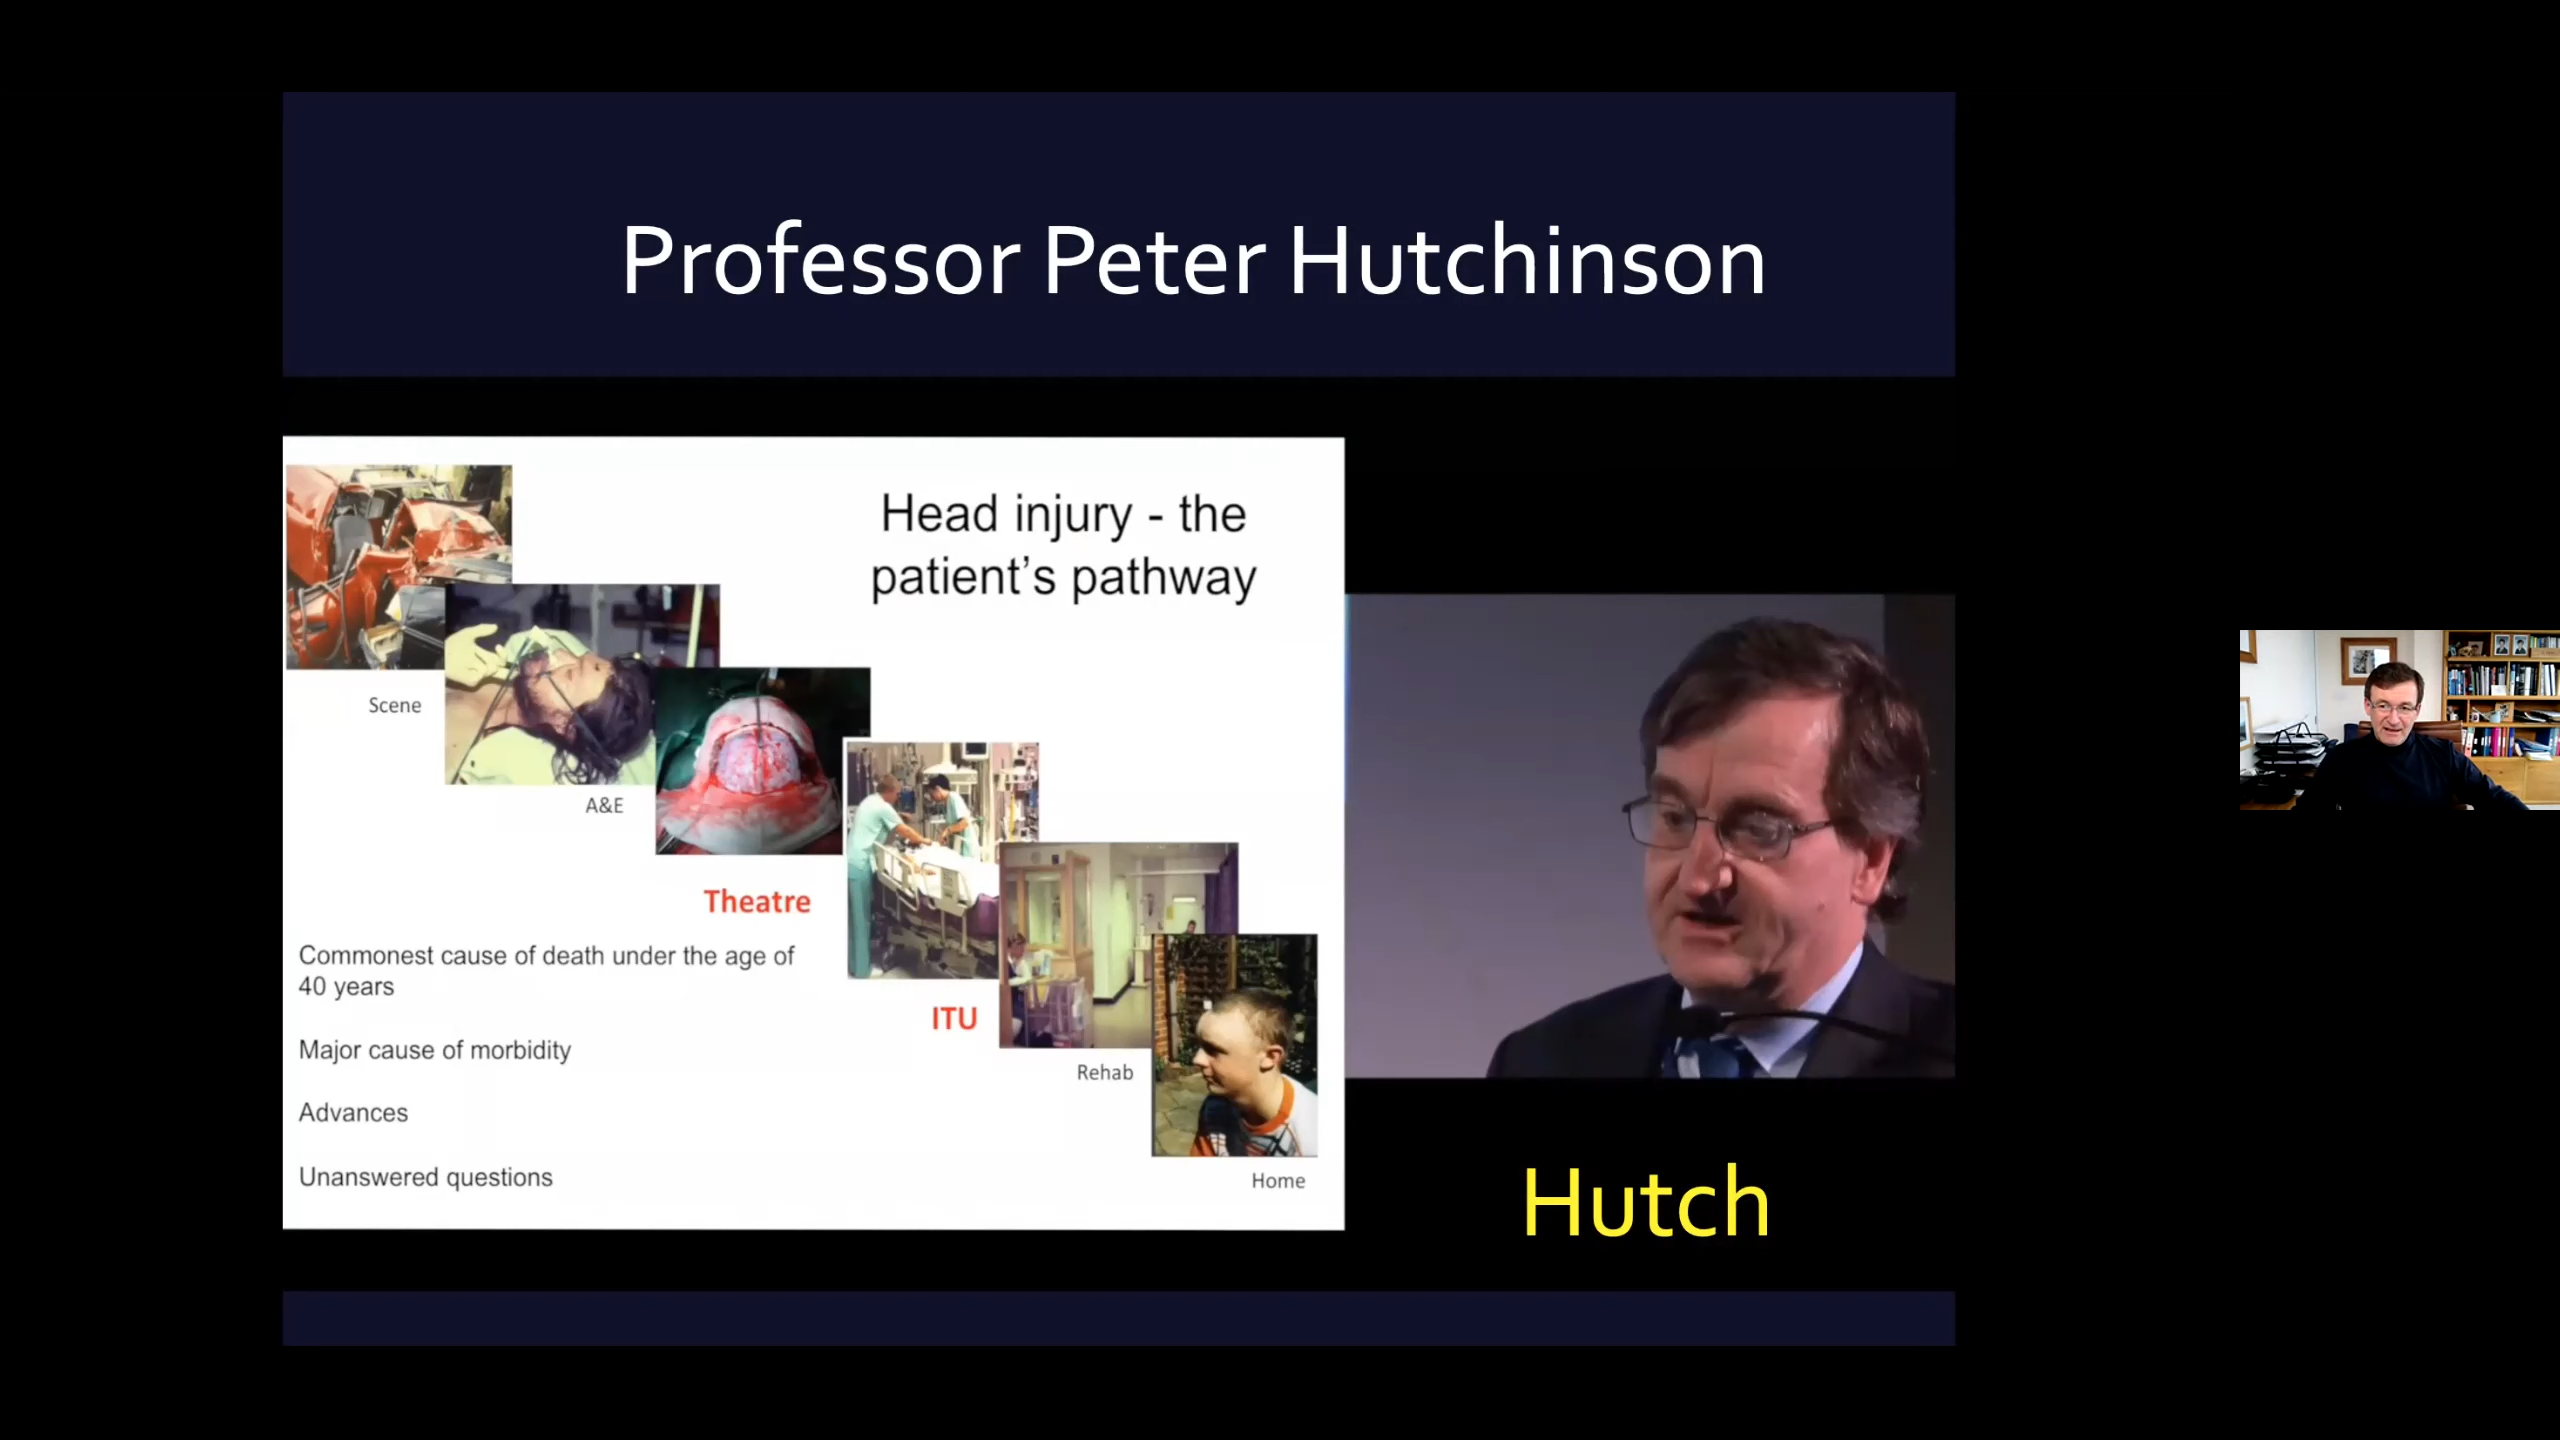 Professor Peter Hutchinson
Head injury - the
patient’s pathway
Scene
A&E
Theatre
ITU
Rehab
Home
Commonest cause of death under the age of
40 years
Major cause of morbidity
Advances
Unanswered questions
Hutch